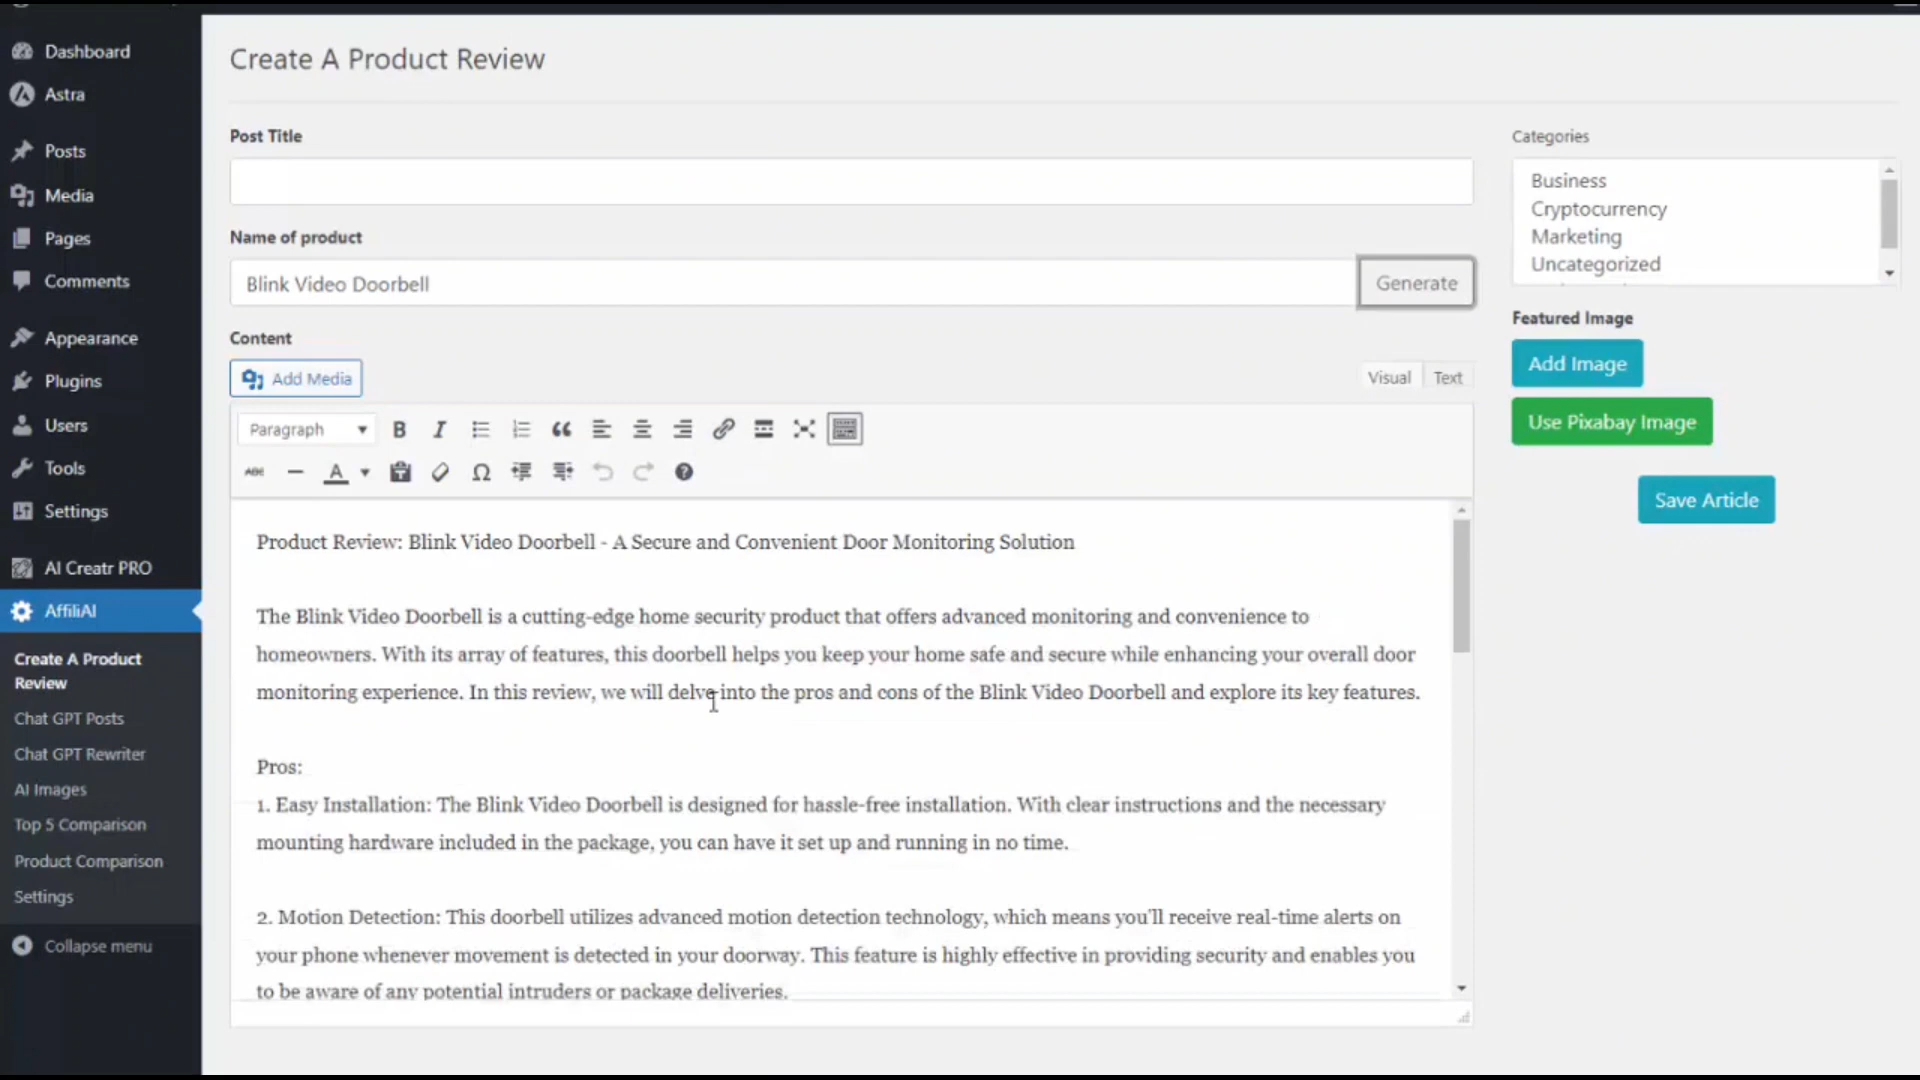 Dashboard
Astra
Posts
Media
Pages
Comments
Appearance
Plugins
Users
Tools
Settings
AI Creatr PRO
AffiliAI
Create A Product
Review
Chat GPT Posts
Chat GPT Rewriter
AI Images
Top 5 Comparison
Product Comparison
Settings
Collapse menu
Create A Product Review
Post Title
Name of product
Blink Video Doorbell
Generate
Content
Add Media
Visual
Text
Paragraph
B
I
A
ABC
Product Review: Blink Video Doorbell - A Secure and Convenient Door Monitoring Solution
The Blink Video Doorbell is a cutting-edge home security product that offers advanced monitoring and convenience to
homeowners. With its array of features, this doorbell helps you keep your home safe and secure while enhancing your overall door
monitoring experience. In this review, we will delve into the pros and cons of the Blink Video Doorbell and explore its key features.
Pros:
1. Easy Installation: The Blink Video Doorbell is designed for hassle-free installation. With clear instructions and the necessary
mounting hardware included in the package, you can have it set up and running in no time.
2. Motion Detection: This doorbell utilizes advanced motion detection technology, which means you'll receive real-time alerts on
your phone whenever movement is detected in your doorway. This feature is highly effective in providing security and enables you
to be aware of any potential intruders or package deliveries.
Categories
Business
Cryptocurrency
Marketing
Uncategorized
Featured Image
Add Image
Use Pixabay Image
Save Article